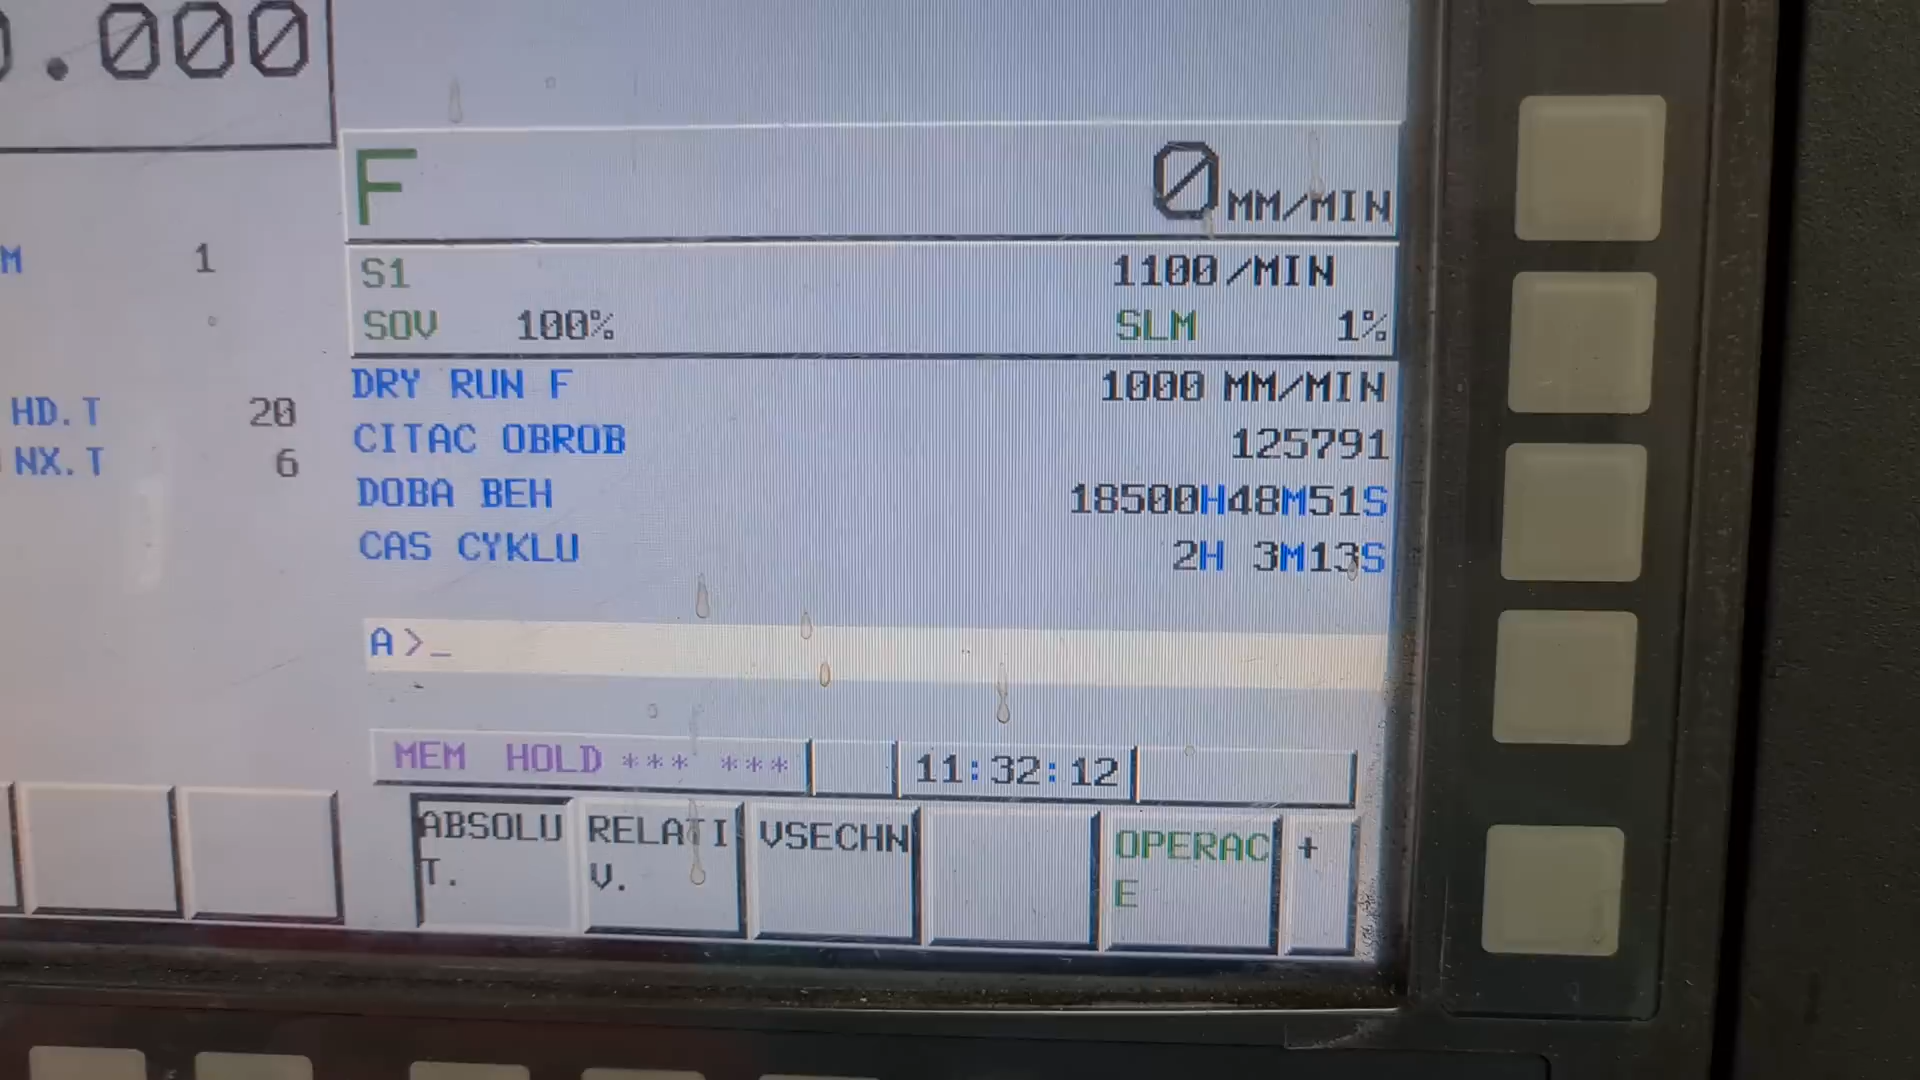 .000
F 0 MM/MIN
M 1
S1 1100/MIN
SOV 100% SLM 1%
HD.T 20
NX.T 6
DRY RUN F 1000 MM/MIN
CITAC OBROB 125791
DOBA BEH 18500H48M51S
CAS CYKLU 2H 3M13S
A>_
MEM HOLD *** *** 11:32:12
ABSOLUT. RELATIV. VSECHN OPERACE +